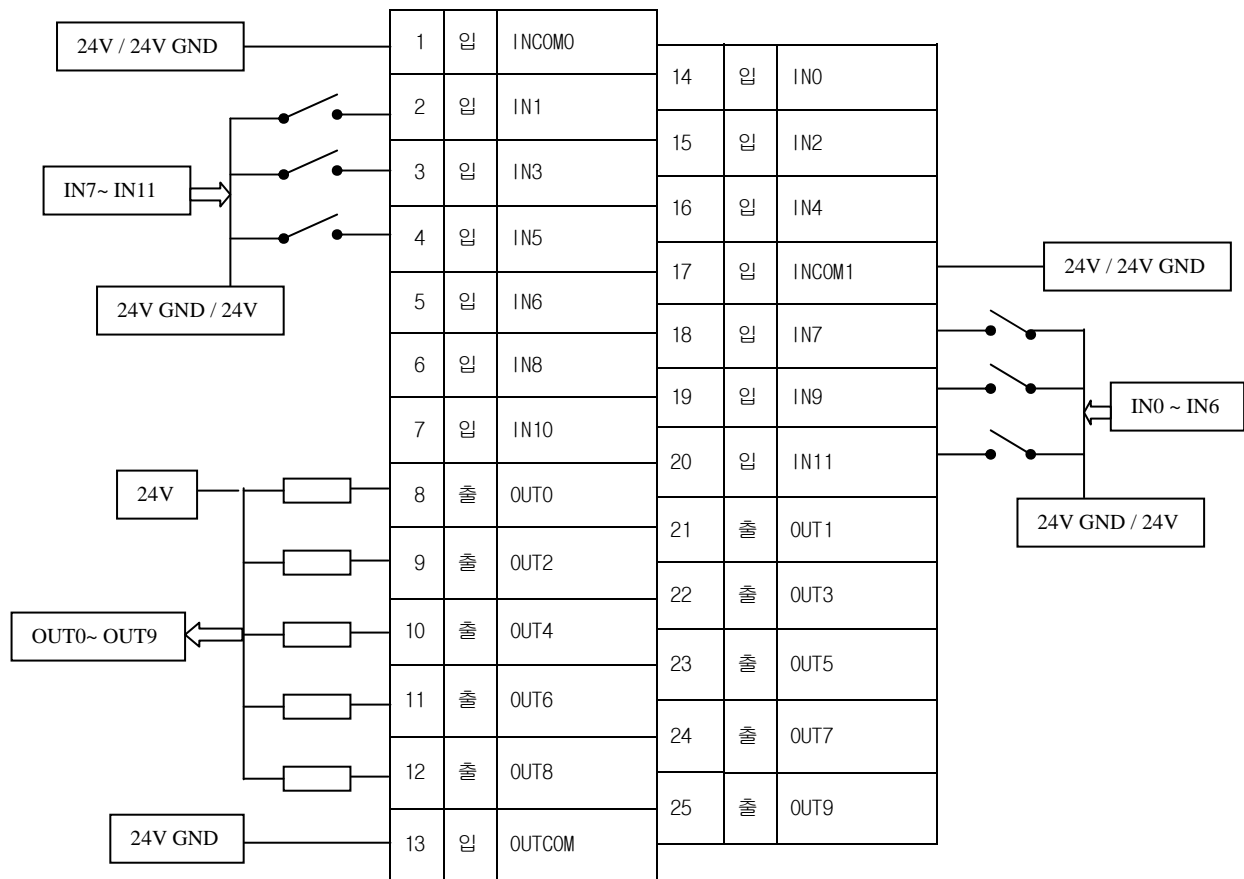 24V / 24V GND
IN7~ IN11
24V GND / 24V
24V
OUT0~ OUT9
24V GND
1 입 INCOM0
2 입 IN1
3 입 IN3
4 입 IN5
5 입 IN6
6 입 IN8
7 입 IN10
8 출 OUT0
9 출 OUT2
10 출 OUT4
11 출 OUT6
12 출 OUT8
13 입 OUTCOM
14 입 IN0
15 입 IN2
16 입 IN4
17 입 INCOM1
18 입 IN7
19 입 IN9
20 입 IN11
21 출 OUT1
22 출 OUT3
23 출 OUT5
24 출 OUT7
25 출 OUT9
24V / 24V GND
IN0 ~ IN6
24V GND / 24V